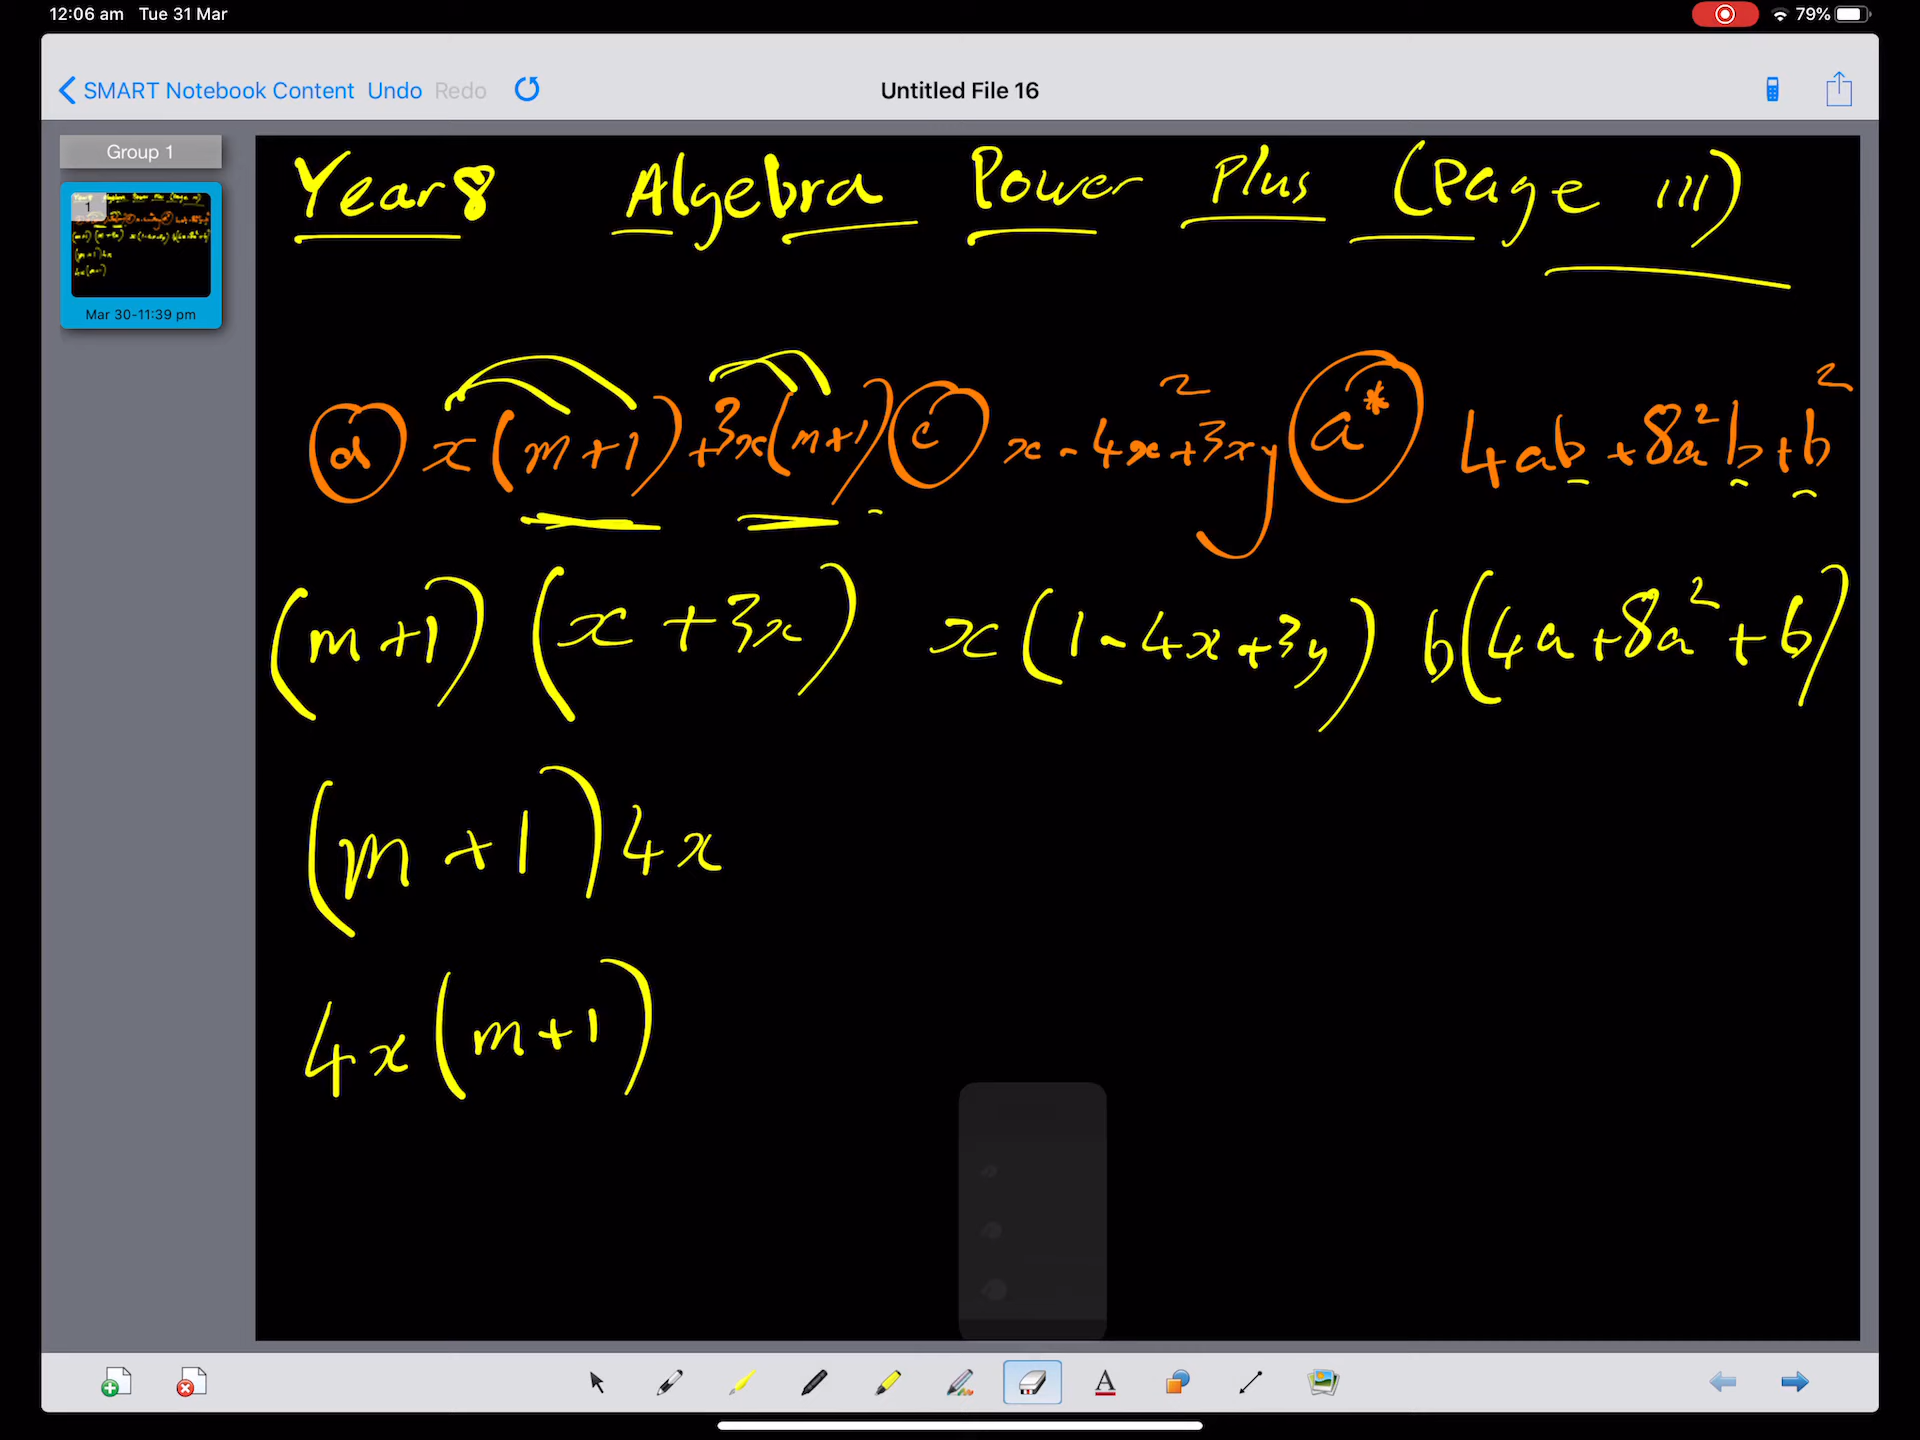 12:06 am Tue 31 Mar 79%
SMART Notebook Content Undo Redo Untitled File 16
Group 1
1
Mar 30-11:39 pm
Year 8 Algebra Power Plus (Page 111)
d x(m+1)+3x(m+1) c x-4x²+3xy a* 4ab+8a²b+b²
(m+1)(x+3x) x(1-4x+3y) b(4a+8a²+b)
(m+1)4x
4x(m+1)
A